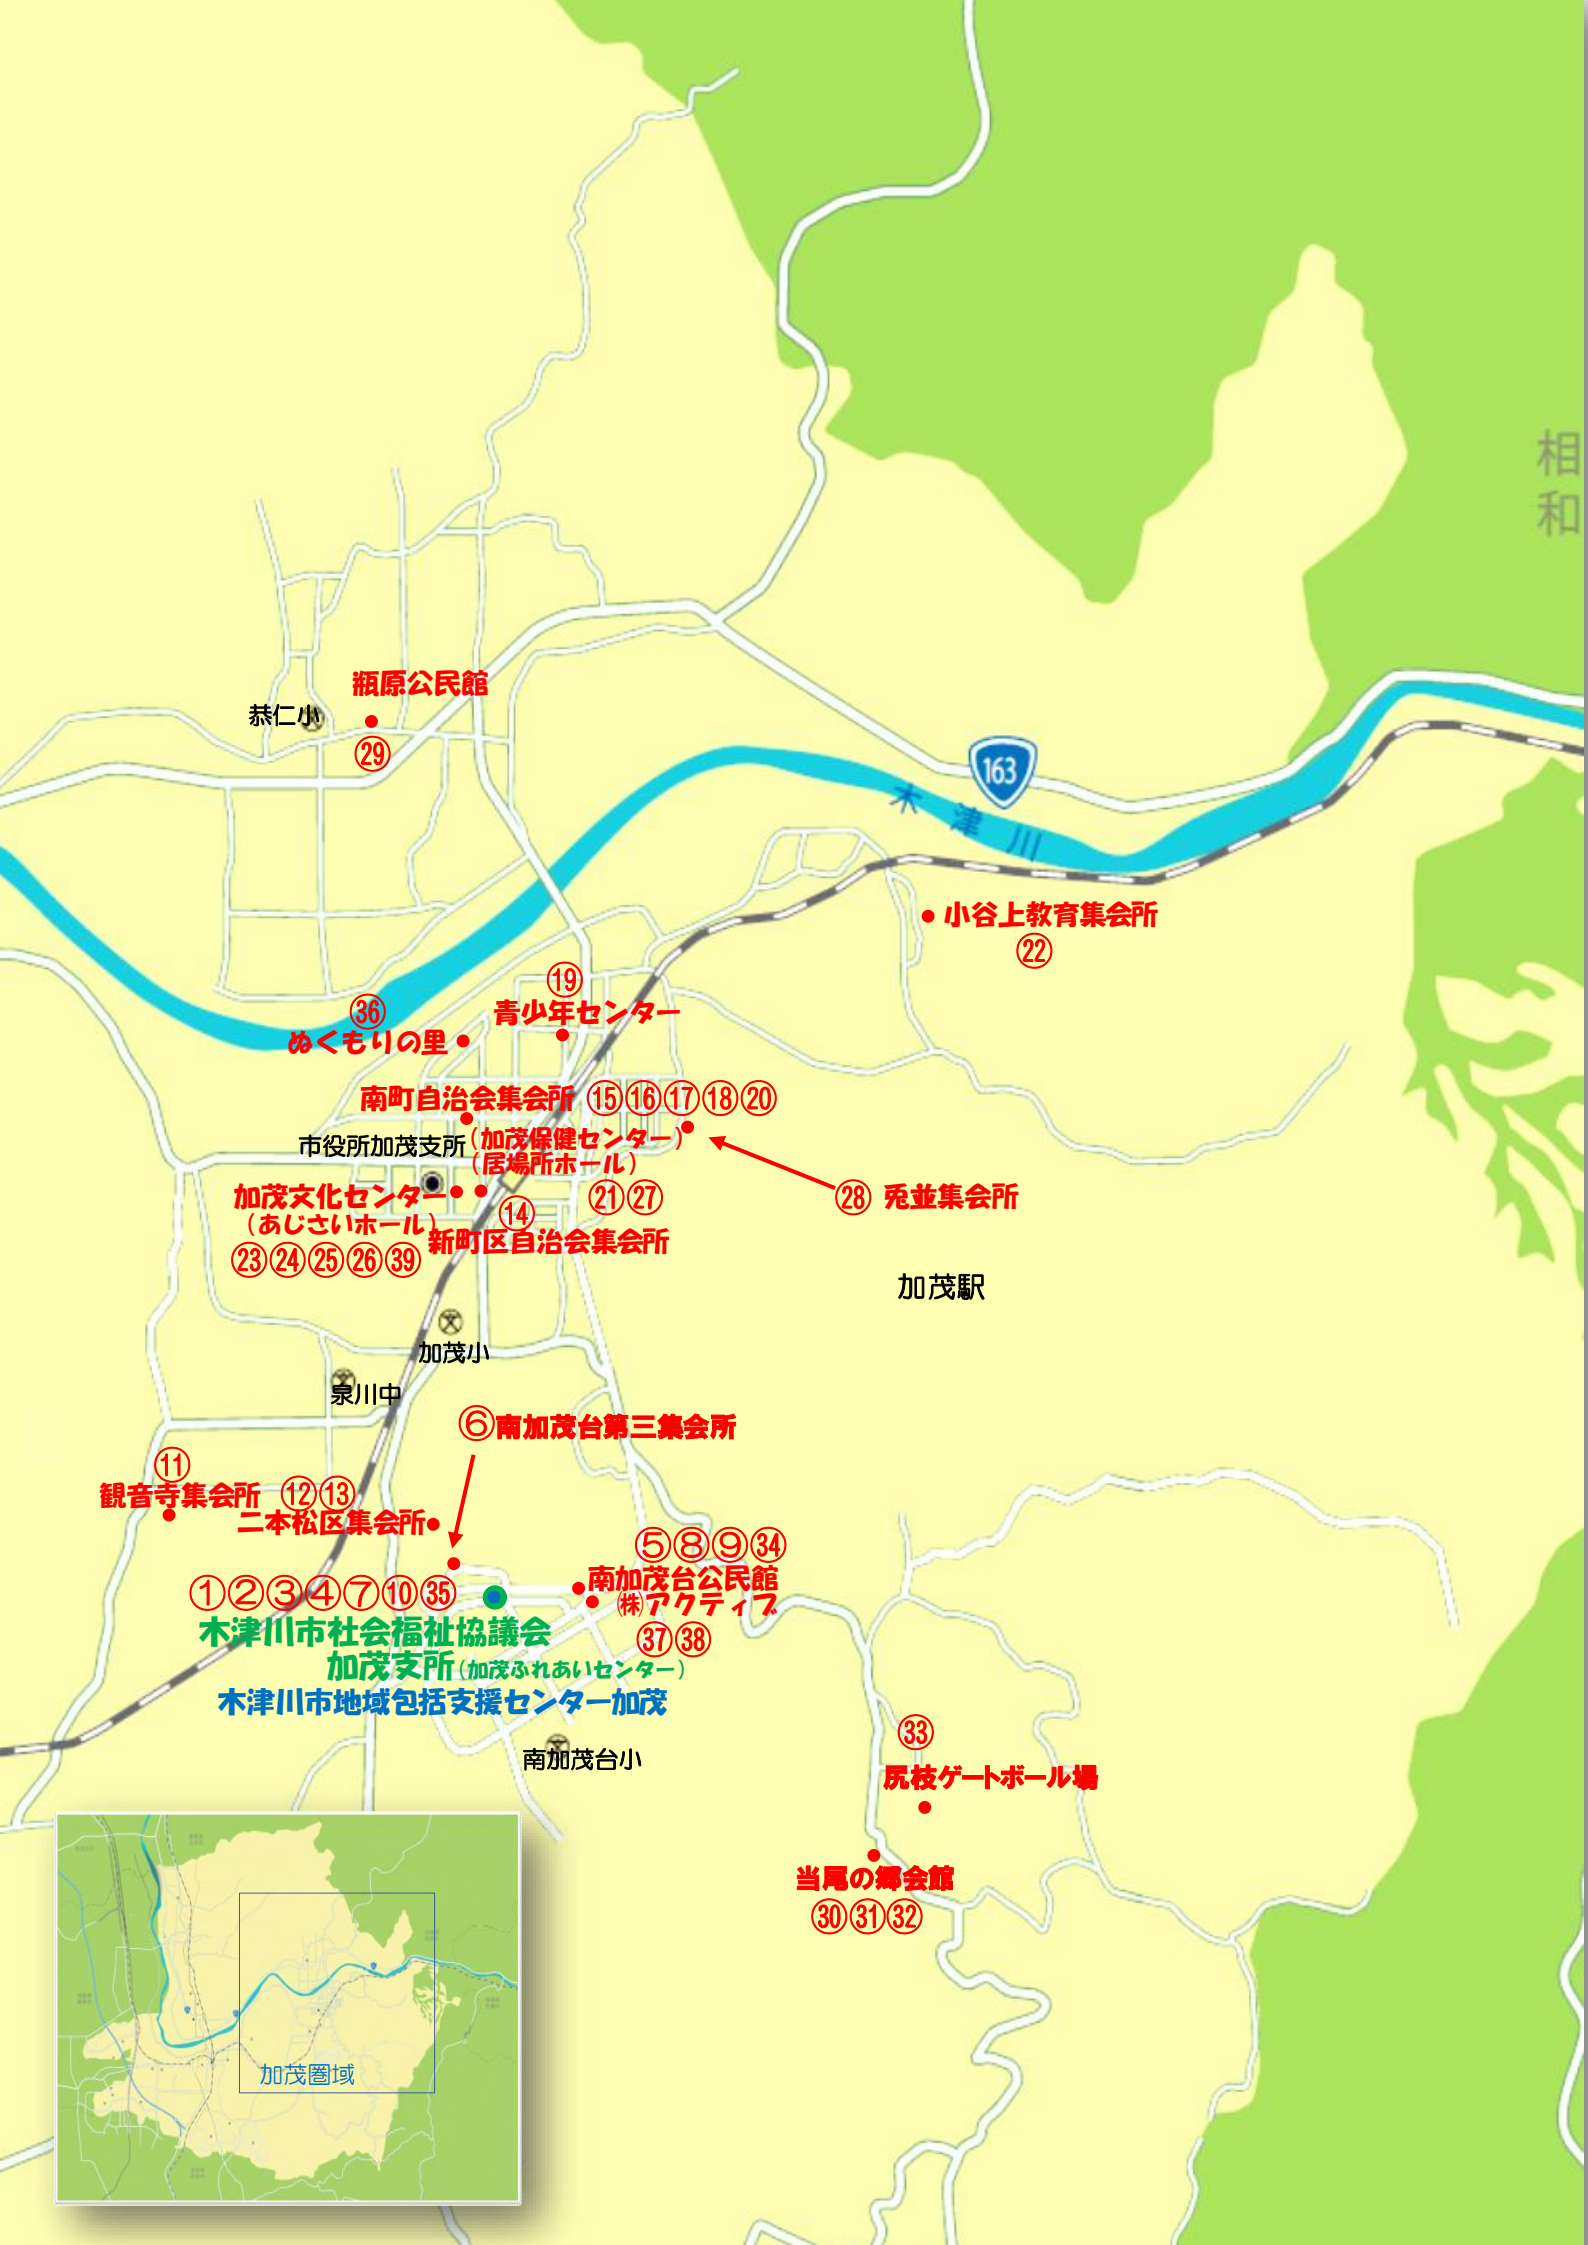 相
和
瓶原公民館
恭仁小
㉙
163
木津川
小谷上教育集会所
㉒
⑲
青少年センター
㊱
ぬくもりの里
南町自治会集会所 ⑮⑯⑰⑱⑳
(加茂保健センター)
市役所加茂支所
(居場所ホール)
加茂文化センター
㉑㉗
㉘ 兎並集会所
(あじさいホール)
⑭
新町区自治会集会所
㉓㉔㉕㉖㊴
加茂駅
加茂小
泉川中
⑥南加茂台第三集会所
⑪
観音寺集会所
⑫⑬
二本松区集会所
⑤⑧⑨㉞
南加茂台公民館
㈱アクティブ
㊲㊳
①②③④⑦⑩㉟
木津川市社会福祉協議会
加茂支所(加茂ふれあいセンター)
木津川市地域包括支援センター加茂
南加茂台小
㉝
尻枝ゲートボール場
当尾の郷会館
㉚㉛㉜
加茂圏域